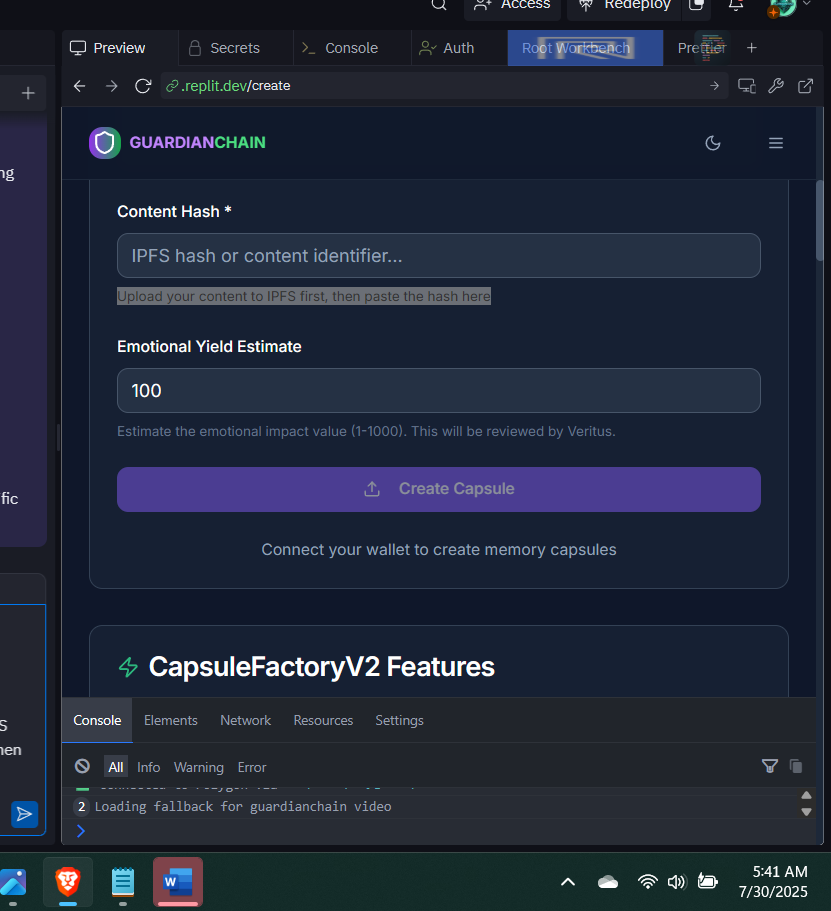 Access
Redeploy
Preview
Secrets
Console
Auth
Root Workbench
Prettier
.replit.dev/create
ng
GUARDIANCHAIN
Content Hash *
IPFS hash or content identifier...
Upload your content to IPFS first, then paste the hash here
Emotional Yield Estimate
100
Estimate the emotional impact value (1-1000). This will be reviewed by Veritus.
fic
Create Capsule
Connect your wallet to create memory capsules
CapsuleFactoryV2 Features
S
Console
Elements
Network
Resources
Settings
nen
All
Info
Warning
Error
2 Loading fallback for guardianchain video
5:41 AM
7/30/2025